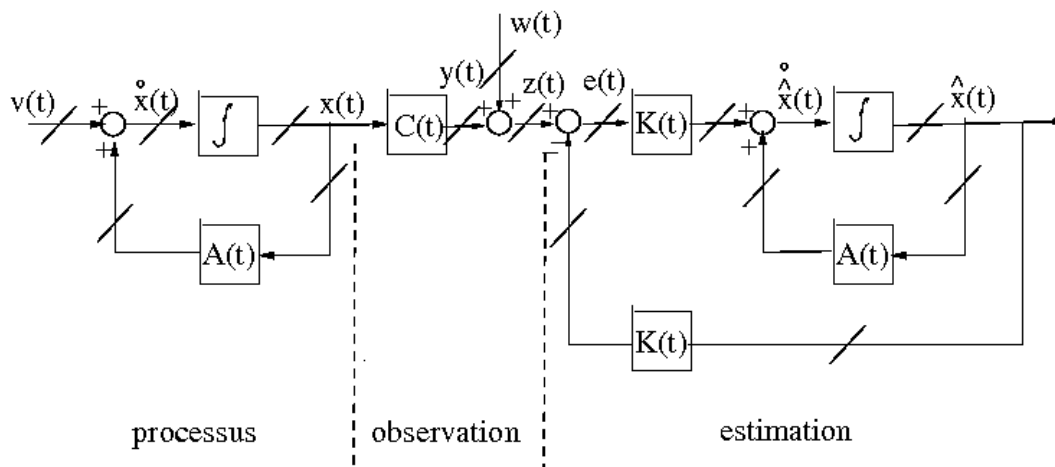 w(t)
v(t)
+
+
x̊(t)
∫
x(t)
C(t)
y(t)
+
+
z(t)
+
−
e(t)
K(t)
+
+
x̂̊(t)
∫
x̂(t)
A(t)
A(t)
K(t)
processus
observation
estimation